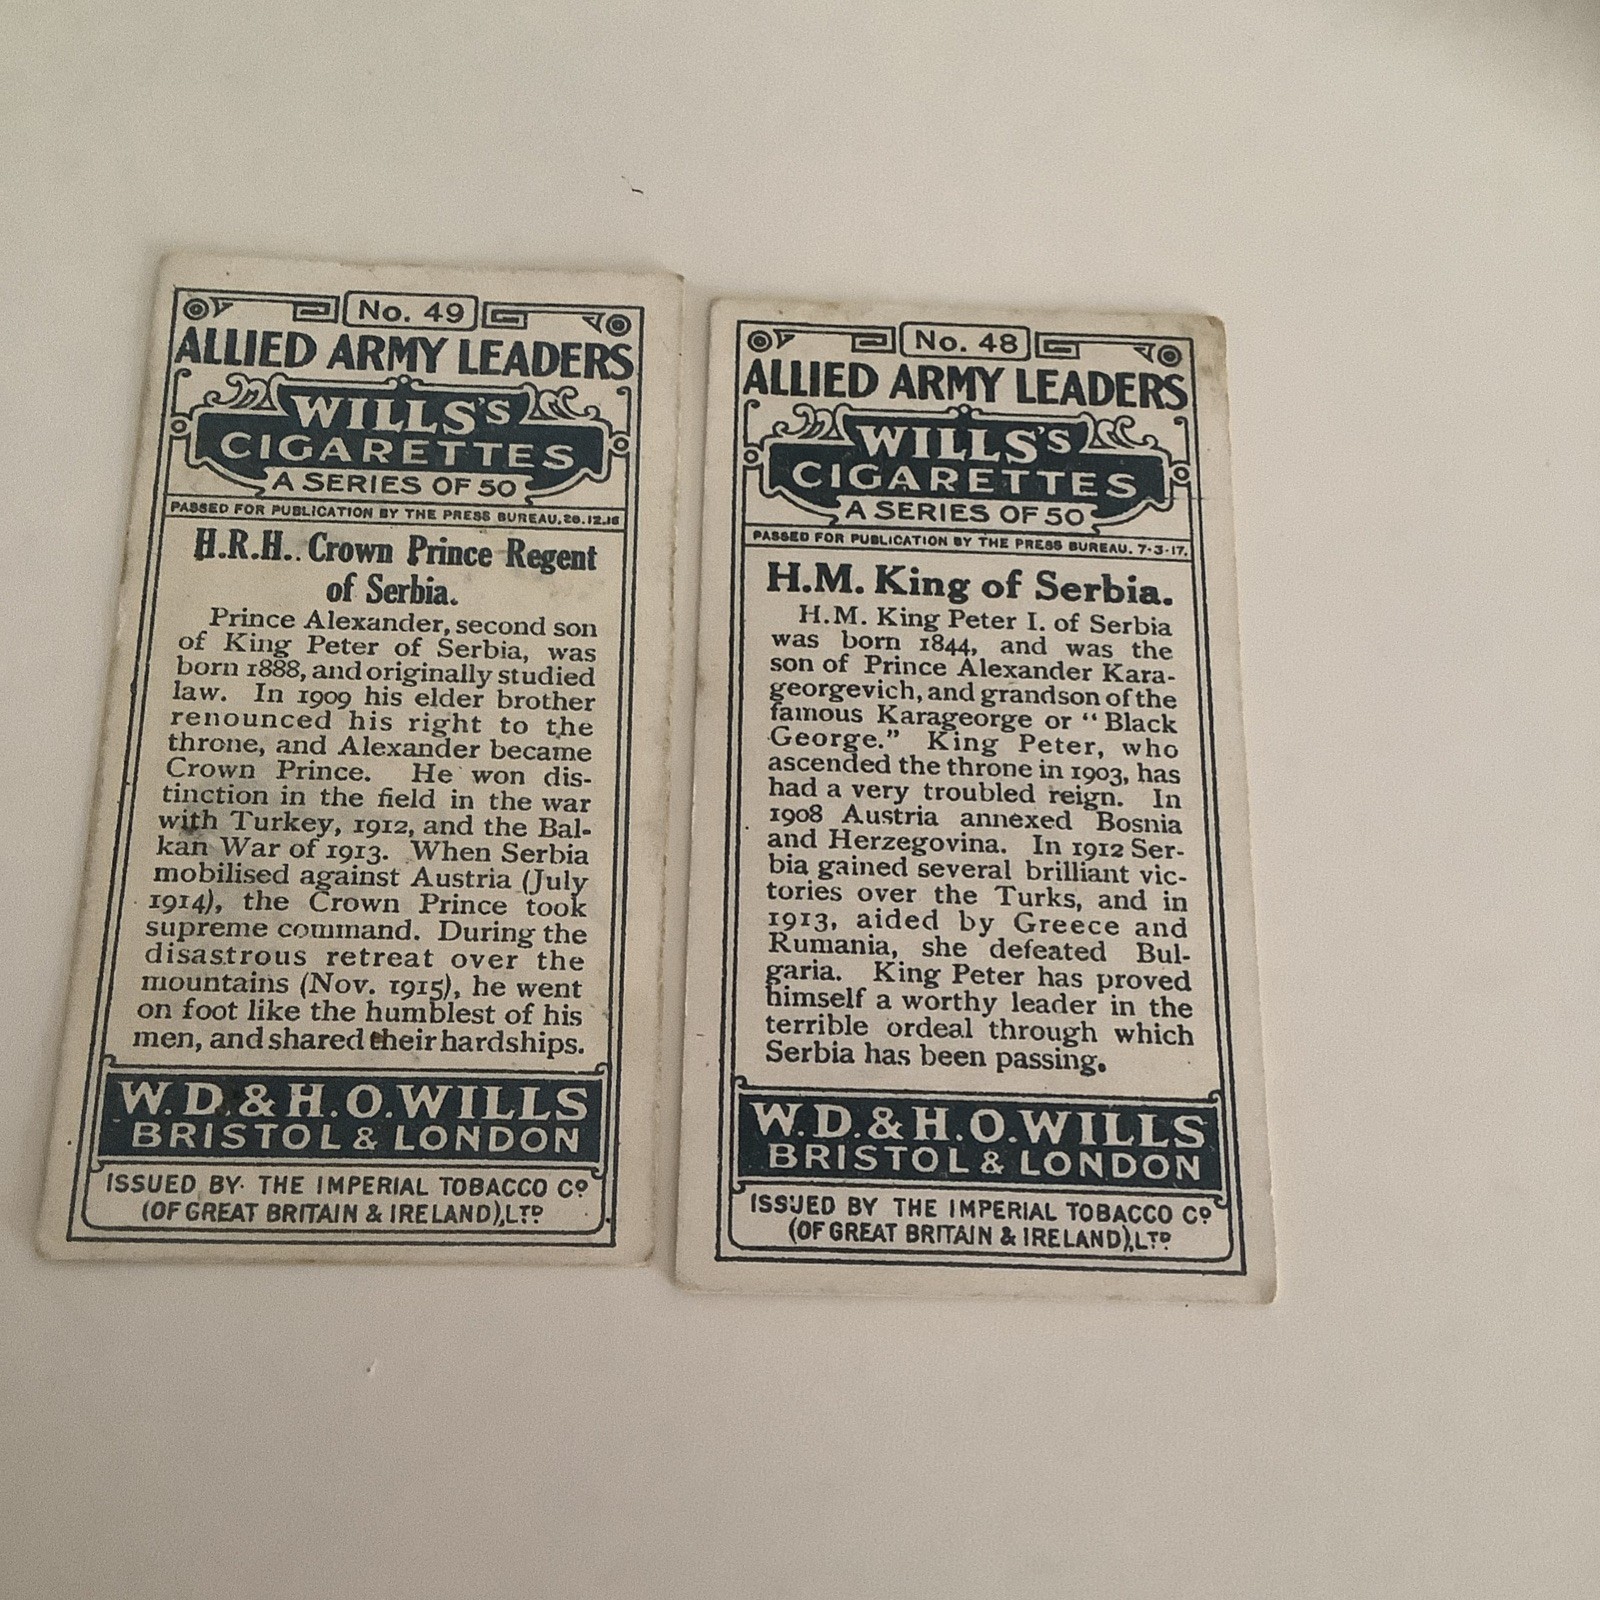 No. 49
ALLIED ARMY LEADERS
WILLS'S
CIGARETTES
A SERIES OF 50
PASSED FOR PUBLICATION BY THE PRESS BUREAU, 28.12.16
H.R.H.. Crown Prince Regent
of Serbia.
Prince Alexander, second son
of King Peter of Serbia, was
born 1888, and originally studied
law. In 1909 his elder brother
renounced his right to the
throne, and Alexander became
Crown Prince. He won dis-
tinction in the field in the war
with Turkey, 1912, and the Bal-
kan War of 1913. When Serbia
mobilised against Austria (July
1914), the Crown Prince took
supreme command. During the
disastrous retreat over the
mountains (Nov. 1915), he went
on foot like the humblest of his
men, and shared their hardships.
W.D. & H.O. WILLS
BRISTOL & LONDON
ISSUED BY THE IMPERIAL TOBACCO Co
(OF GREAT BRITAIN & IRELAND), LTD
No. 48
ALLIED ARMY LEADERS
WILLS'S
CIGARETTES
A SERIES OF 50
PASSED FOR PUBLICATION BY THE PRESS BUREAU. 7·3·17.
H.M. King of Serbia.
H.M. King Peter I. of Serbia
was born 1844, and was the
son of Prince Alexander Kara-
georgevich, and grandson of the
famous Karageorge or "Black
George." King Peter, who
ascended the throne in 1903, has
had a very troubled reign. In
1908 Austria annexed Bosnia
and Herzegovina. In 1912 Ser-
bia gained several brilliant vic-
tories over the Turks, and in
1913, aided by Greece and
Rumania, she defeated Bul-
garia. King Peter has proved
himself a worthy leader in the
terrible ordeal through which
Serbia has been passing.
W.D. & H.O. WILLS
BRISTOL & LONDON
ISSUED BY THE IMPERIAL TOBACCO Co
(OF GREAT BRITAIN & IRELAND), LTD